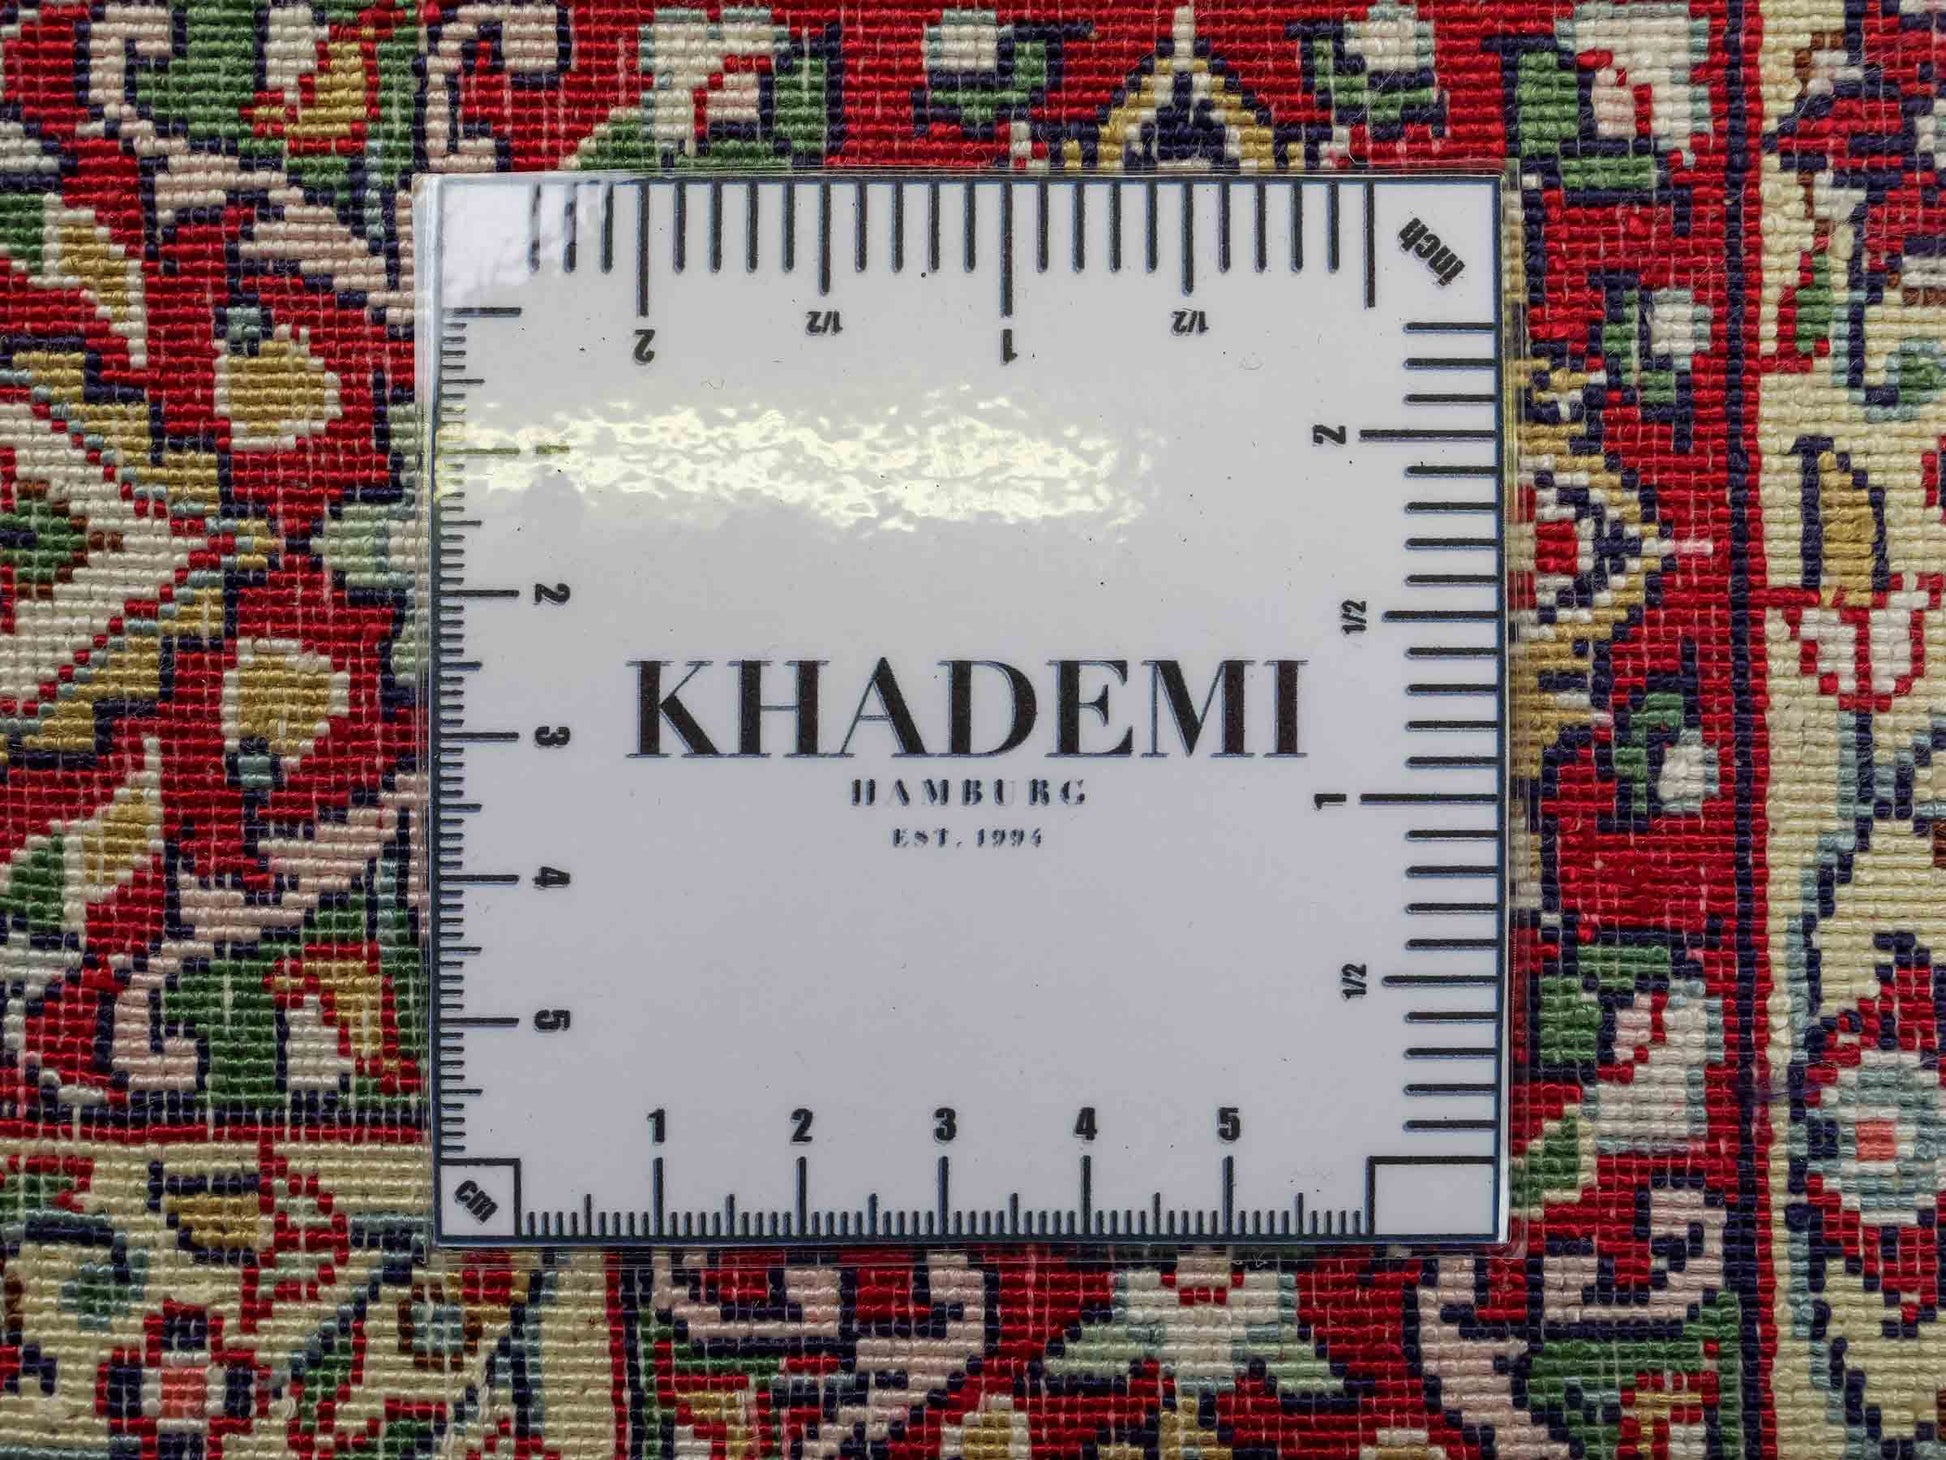 inch
2 1/2 1 1/2
2
1/2
1
1/2
2
3
4
5
KHADEMI
HAMBURG
EST. 1994
1 2 3 4 5
cm